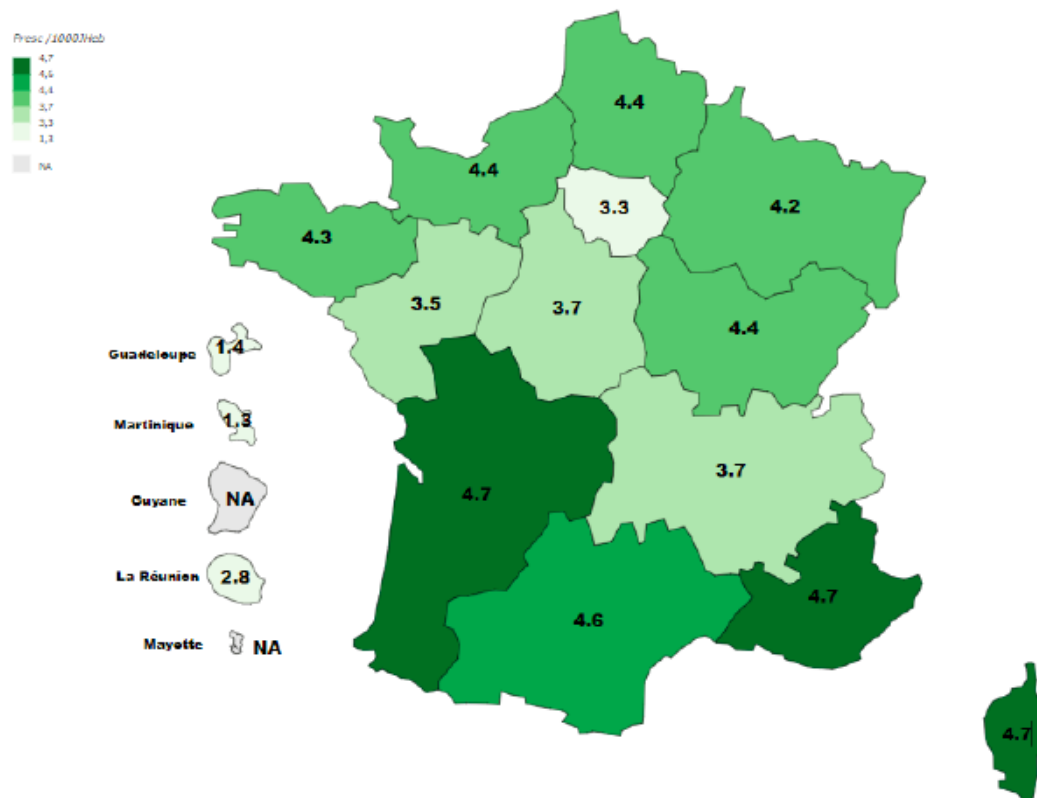 Presc /1000JHeb
4,7
4,6
4,4
3,7
3,3
1,3
NA
4.4
4.4
3.3
4.2
4.3
3.5
3.7
4.4
Guadeloupe 1.4
Martinique 1.3
3.7
4.7
Guyane NA
La Réunion 2.8
4.7
4.6
Mayotte NA
4.7